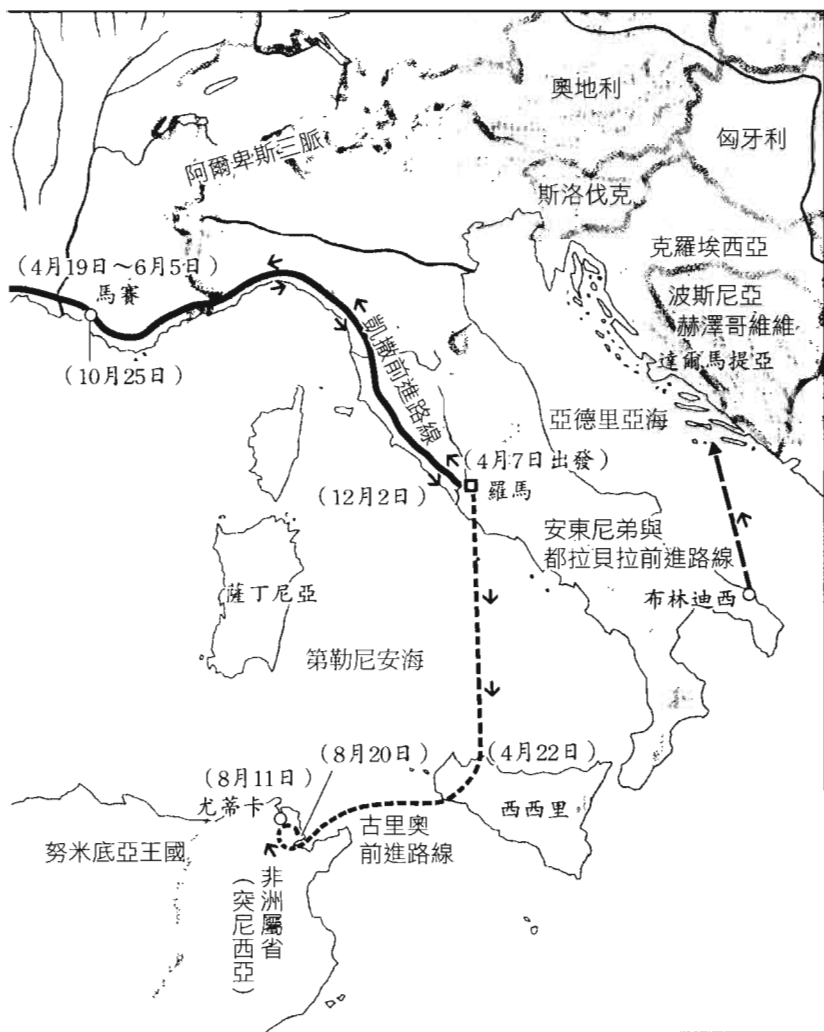 奧地利
匈牙利
阿爾卑斯三脈
斯洛伐克
克羅埃西亞
(4月19日～6月5日)
馬賽
波斯尼亞
赫澤哥維維
達爾馬提亞
(10月25日)
凱撒前進路線
亞德里亞海
(4月7日出發)
(12月2日)
羅馬
安東尼弟與
都拉貝拉前進路線
薩丁尼亞
布林迪西
第勒尼安海
(8月20日)
(4月22日)
(8月11日)
尤蒂卡
西西里
古里奧
前進路線
努米底亞王國
非洲屬省
(突尼西亞)